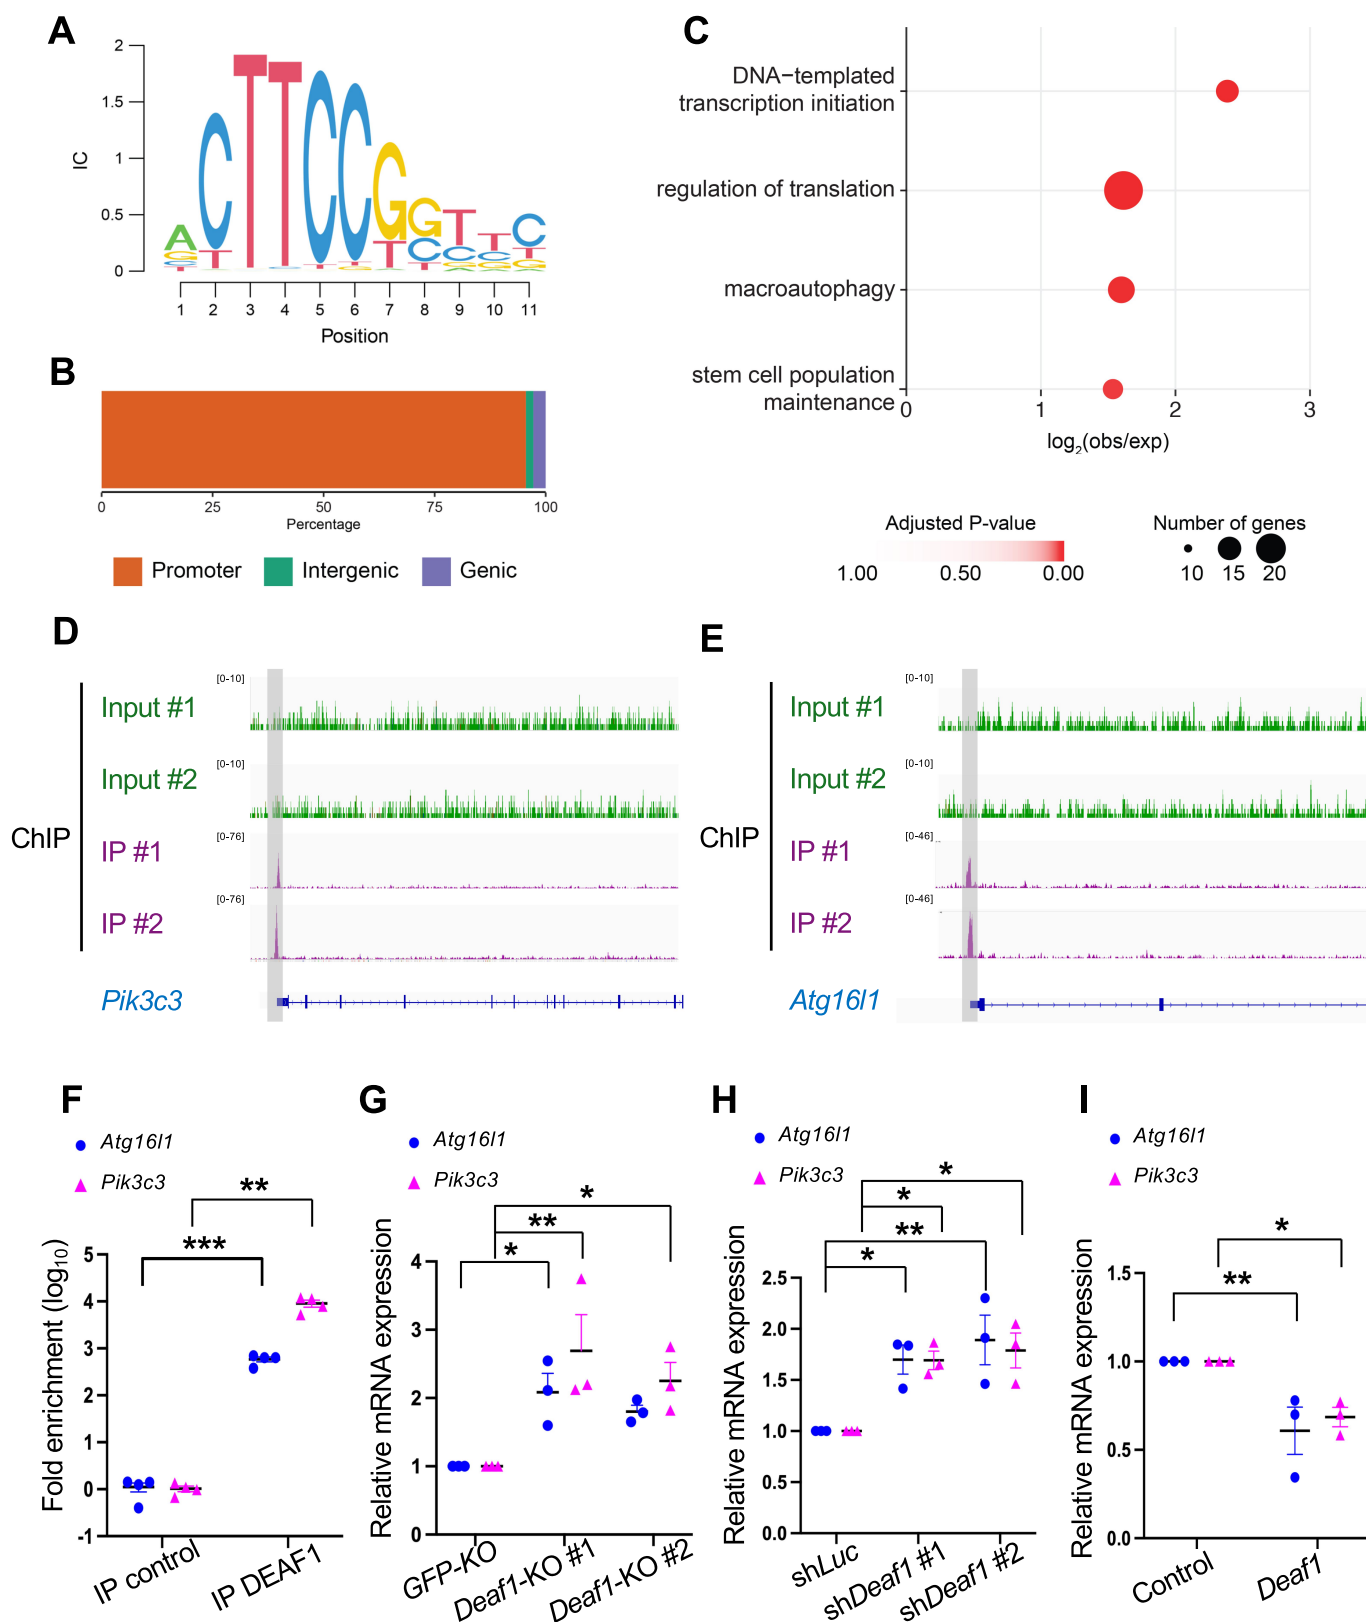 A
2
1.5
1
0.5
0
IC
A C T T C C G G T T C
G T T C C C T
1 2 3 4 5 6 7 8 9 10 11
Position
B
0 25 50 75 100
Percentage
Promoter Intergenic Genic
C
DNA−templated
transcription initiation
regulation of translation
macroautophagy
stem cell population
maintenance
0 1 2 3
log2(obs/exp)
Adjusted P-value
1.00 0.50 0.00
Number of genes
10 15 20
D
ChIP
[0-10]
Input #1
[0-10]
Input #2
[0-76]
IP #1
[0-76]
IP #2
Pik3c3
E
ChIP
[0-10]
Input #1
[0-10]
Input #2
[0-46]
IP #1
[0-46]
IP #2
Atg16l1
F
Atg16l1
Pik3c3
**
***
Fold enrichment (log10)
5
4
3
2
1
0
-1
IP control
IP DEAF1
G
Atg16l1
Pik3c3
*
**
*
Relative mRNA expression
4
3
2
1
0
GFP-KO
Deaf1-KO #1
Deaf1-KO #2
H
Atg16l1
Pik3c3
*
*
**
*
Relative mRNA expression
2.5
2.0
1.5
1.0
0.5
0.0
shLuc
shDeaf1 #1
shDeaf1 #2
I
Atg16l1
Pik3c3
*
**
Relative mRNA expression
1.5
1.0
0.5
0.0
Control
Deaf1